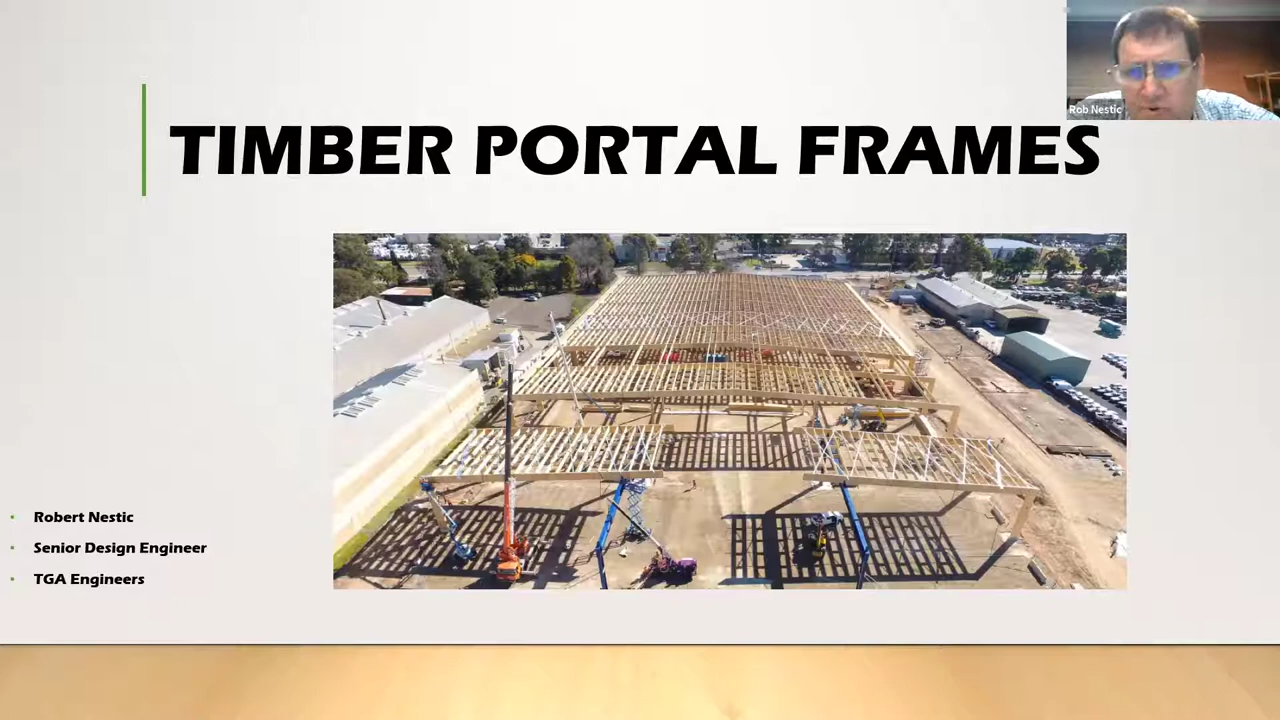 Rob Nestic
TIMBER PORTAL FRAMES
Robert Nestic
Senior Design Engineer
TGA Engineers